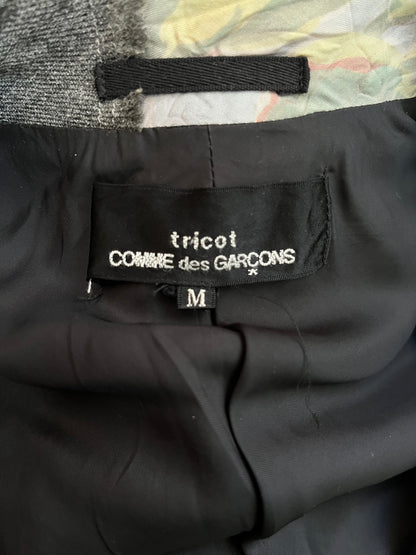 tricot
COMME des GARÇONS
*
M